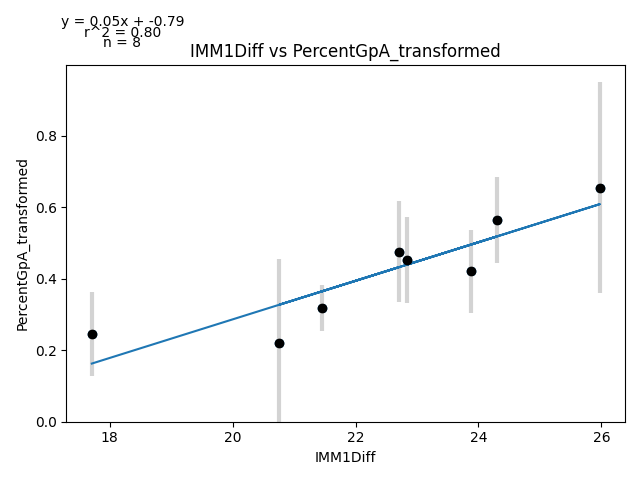 y = 0.05x + -0.79
r^2 = 0.80
n = 8
IMM1Diff vs PercentGpA_transformed
PercentGpA_transformed
0.8
0.6
0.4
0.2
0.0
18 20 22 24 26
IMM1Diff